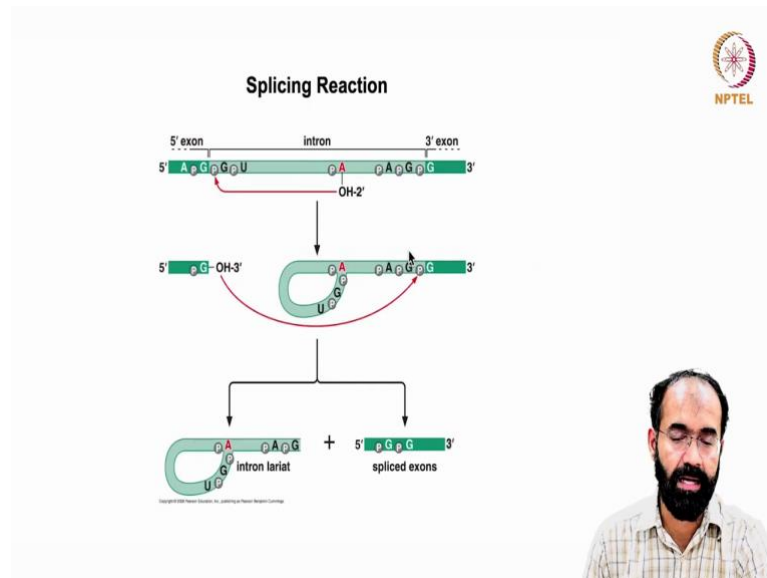 NPTEL
Splicing Reaction
5' exon intron 3' exon
5' A P G P G P U P A P A P G P G 3'
OH-2'
5' P G OH-3' P A P A P G P G 3'
P
G
P
U
P A P A P G + 5' P G P G 3'
P
G
P
U
intron lariat spliced exons